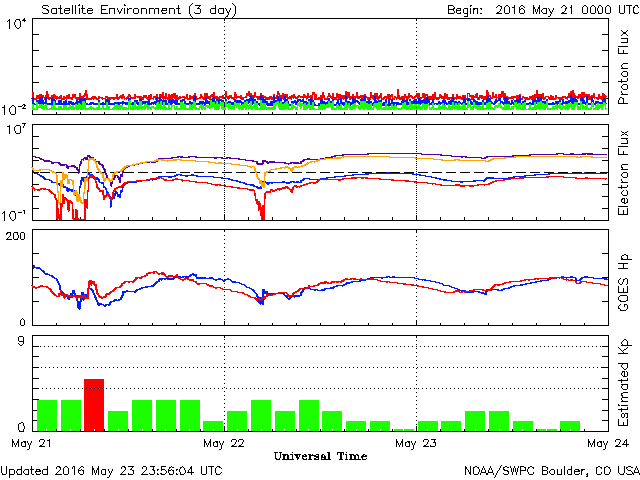 Satellite Environment (3 day) Begin: 2016 May 21 0000 UTC
10^4
Proton Flux
10^-2
10^7
Electron Flux
10^-1
200
GOES Hp
0
9
Estimated Kp
0
May 21 May 22 May 23 May 24
Universal Time
Updated 2016 May 23 23:56:04 UTC NOAA/SWPC Boulder, CO USA